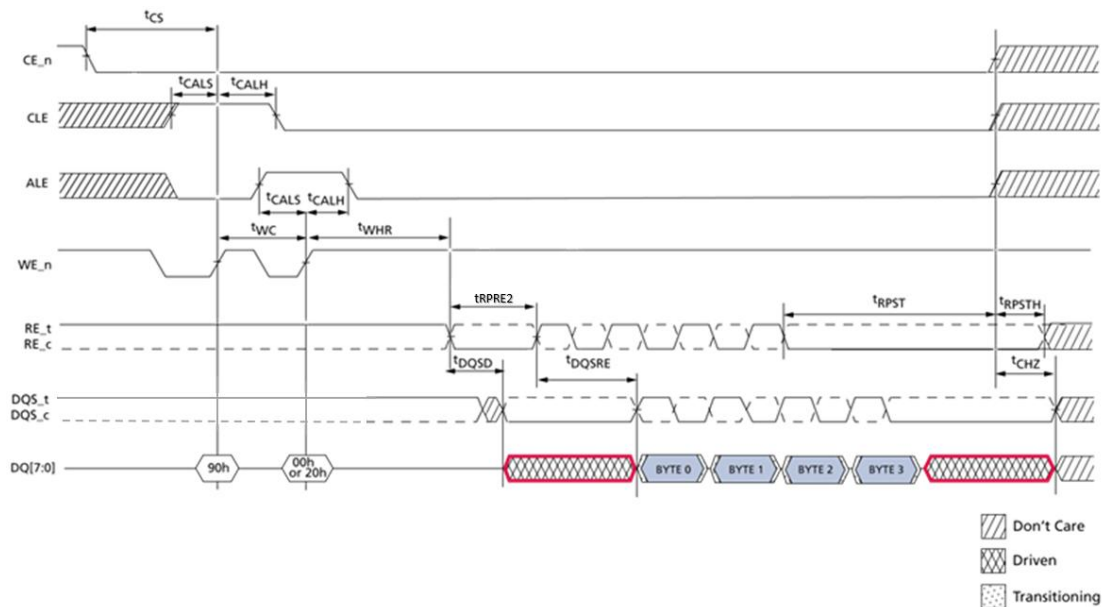 tCS
CE_n
tCALS tCALH
CLE
ALE
tCALS tCALH
tWC tWHR
WE_n
tRPRE2 tRPST tRPSTH
RE_t
RE_c
tDQSD tDQSRE tCHZ
DQS_t
DQS_c
DQ[7:0] 90h 00h or 20h BYTE 0 BYTE 1 BYTE 2 BYTE 3
Don't Care
Driven
Transitioning